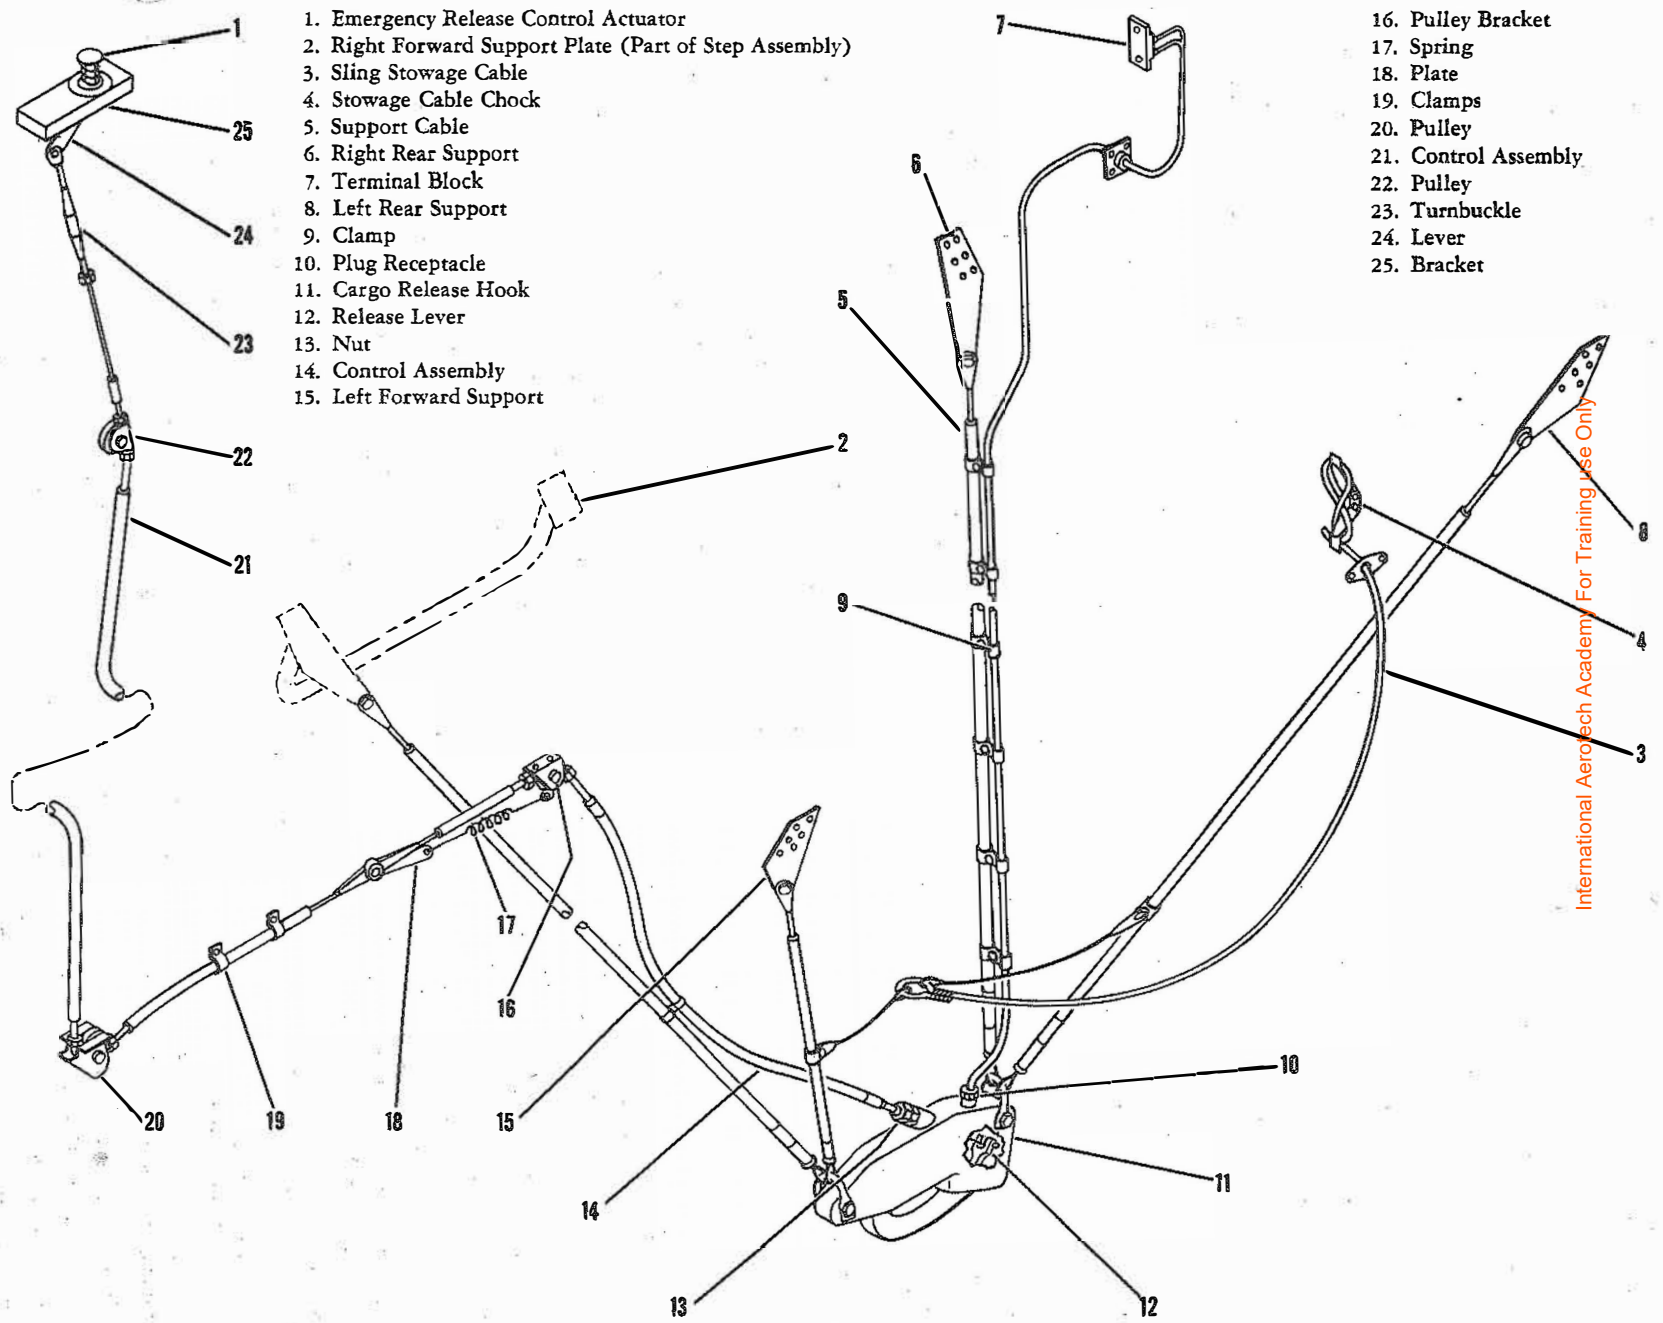 1. Emergency Release Control Actuator
2. Right Forward Support Plate (Part of Step Assembly)
3. Sling Stowage Cable
4. Stowage Cable Chock
5. Support Cable
6. Right Rear Support
7. Terminal Block
8. Left Rear Support
9. Clamp
10. Plug Receptacle
11. Cargo Release Hook
12. Release Lever
13. Nut
14. Control Assembly
15. Left Forward Support
16. Pulley Bracket
17. Spring
18. Plate
19. Clamps
20. Pulley
21. Control Assembly
22. Pulley
23. Turnbuckle
24. Lever
25. Bracket
1
7
25
6
24
5
23
2
22
8
21
9
4
3
17
16
10
20
19
18
15
11
14
13
12
International Aerotech Academy For Training use Only